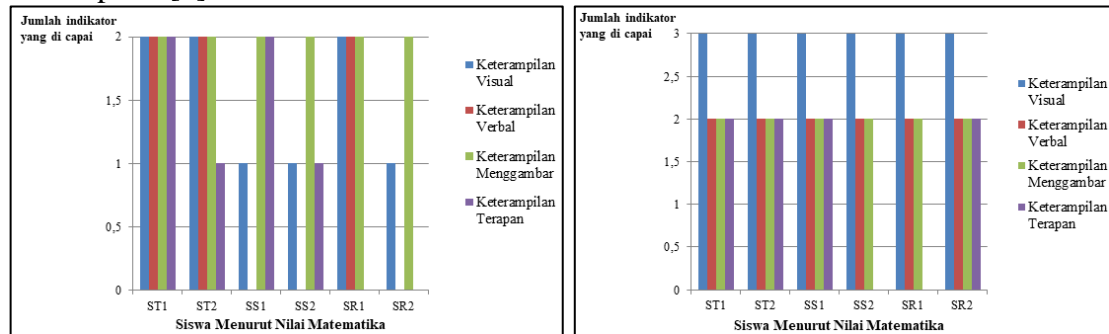 Jumlah indikator
yang di capai
2
1,5
1
0,5
0
ST1 ST2 SS1 SS2 SR1 SR2
Siswa Menurut Nilai Matematika
Keterampilan
Visual
Keterampilan
Verbal
Keterampilan
Menggambar
Keterampilan
Terapan
Jumlah indikator
yang di capai
3
2,5
2
1,5
1
0,5
0
ST1 ST2 SS1 SS2 SR1 SR2
Siswa Menurut Nilai Matematika
Keterampilan
Visual
Keterampilan
Verbal
Keterampilan
Menggambar
Keterampilan
Terapan